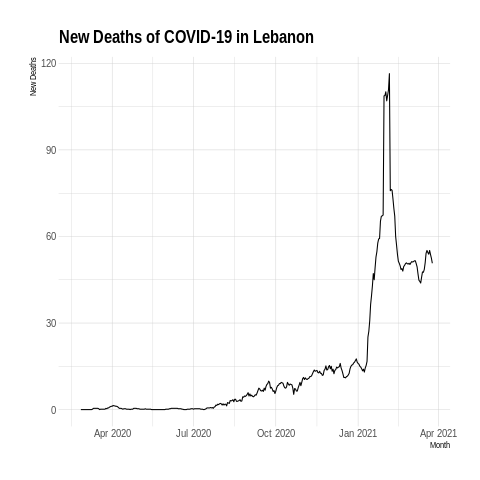 New Deaths of COVID-19 in Lebanon
New Deaths
120
90
60
30
0
Apr 2020 Jul 2020 Oct 2020 Jan 2021 Apr 2021
Month